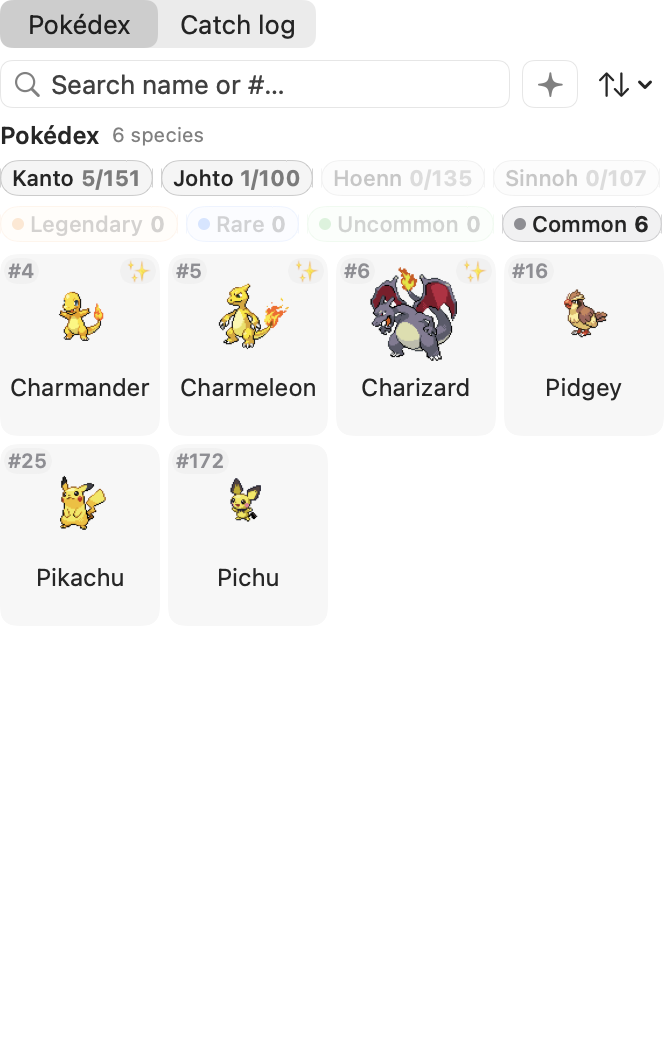 Pokédex Catch log
Search name or #...
Pokédex 6 species
Kanto 5/151 Johto 1/100 Hoenn 0/135 Sinnoh 0/107
Legendary 0 Rare 0 Uncommon 0 Common 6
#4 #5 #6 #16
Charmander Charmeleon Charizard Pidgey
#25 #172
Pikachu Pichu